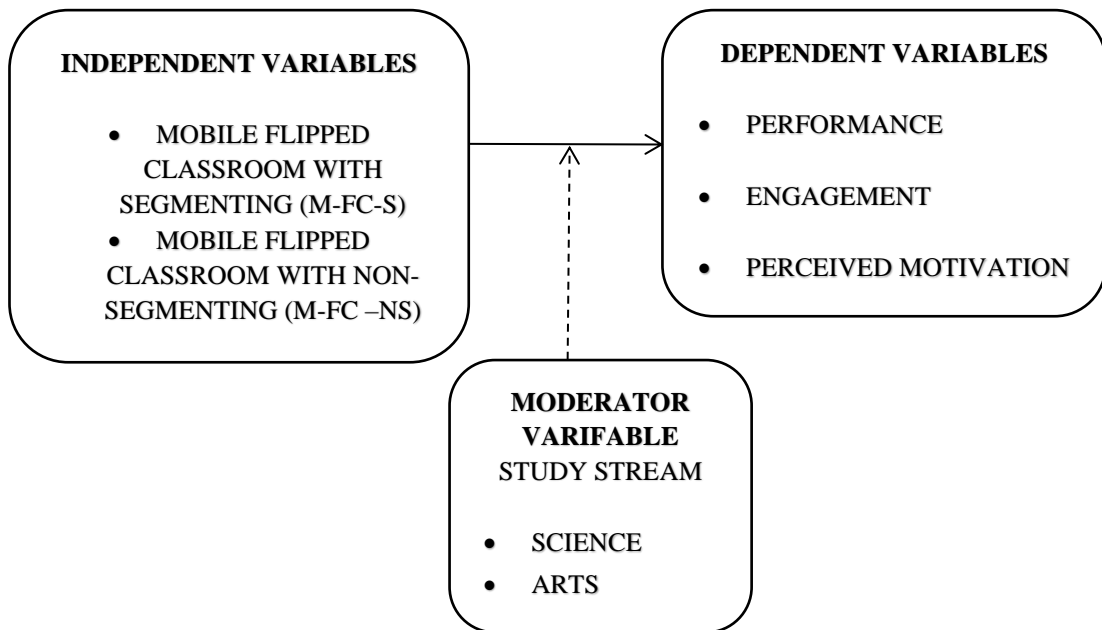 INDEPENDENT VARIABLES
• MOBILE FLIPPED
CLASSROOM WITH
SEGMENTING (M-FC-S)
• MOBILE FLIPPED
CLASSROOM WITH NON-
SEGMENTING (M-FC –NS)
DEPENDENT VARIABLES
• PERFORMANCE
• ENGAGEMENT
• PERCEIVED MOTIVATION
MODERATOR
VARIFABLE
STUDY STREAM
• SCIENCE
• ARTS